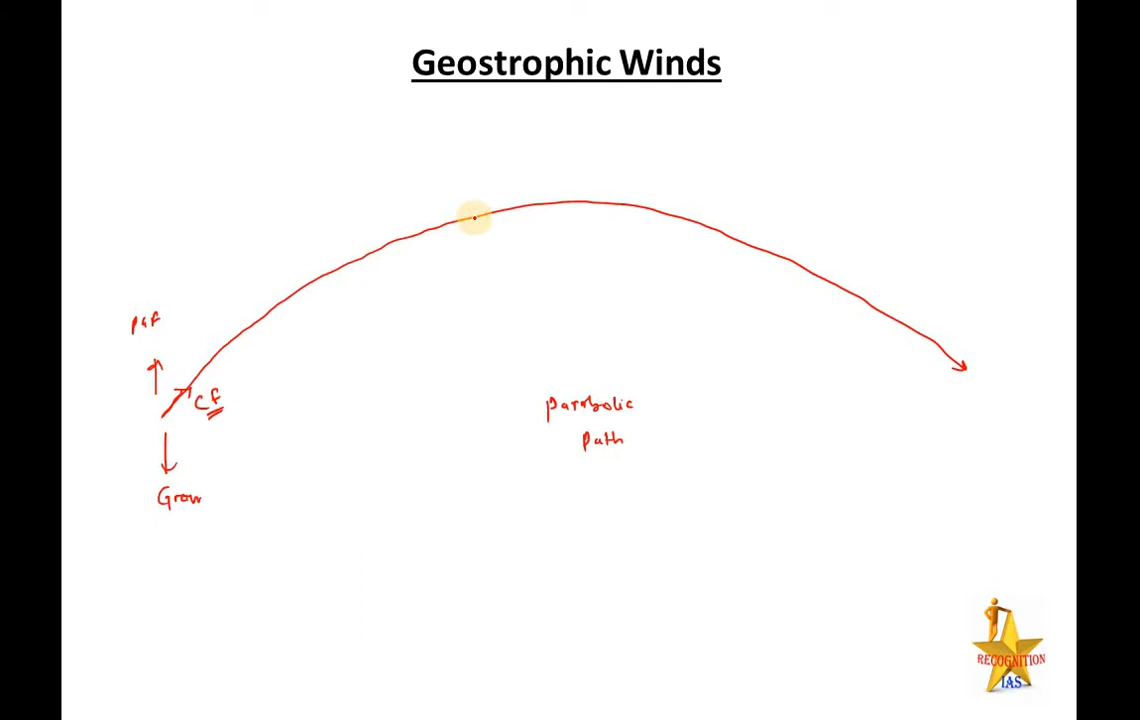 Geostrophic Winds
PGF
CF
Grav
Parabolic
Path
RECOGNITION
IAS